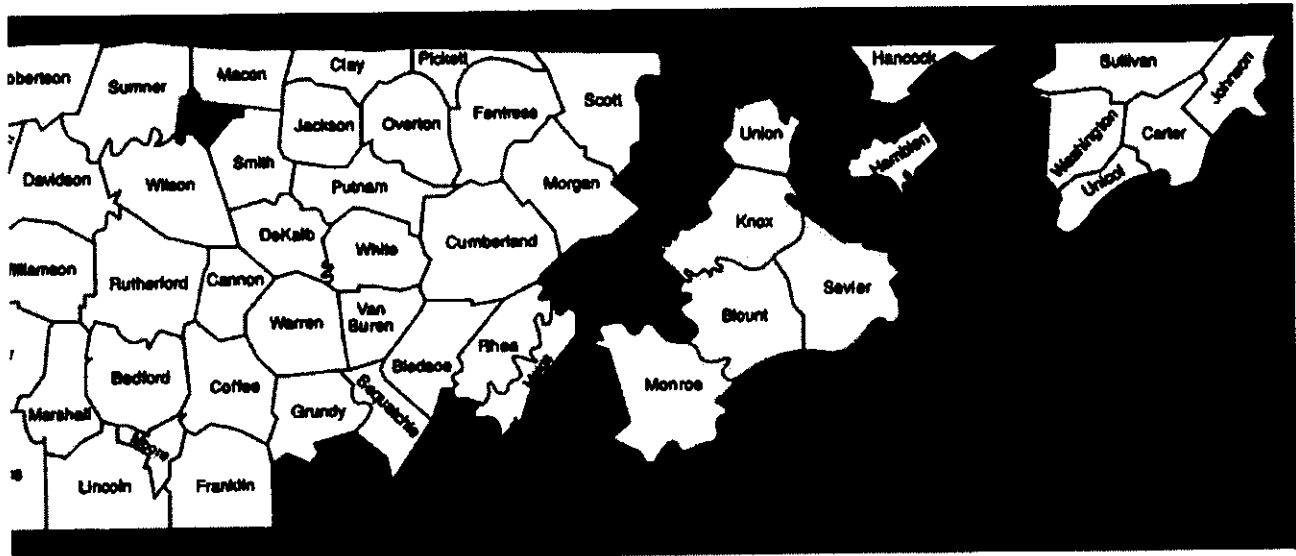 Robertson
Sumner
Macon
Clay
Pickett
Hancock
Sullivan
Johnson
Scott
Fentress
Jackson
Overton
Union
Washington
Carter
Hamblen
Smith
Davidson
Wilson
Putnam
Morgan
Unicoi
Knox
DeKalb
White
Cumberland
Williamson
Rutherford
Cannon
Sevier
Warren
Van
Buren
Blount
Rhea
Bledsoe
Bedford
Coffee
Monroe
Marshall
Grundy
Sequatchie
Moore
Lincoln
Franklin